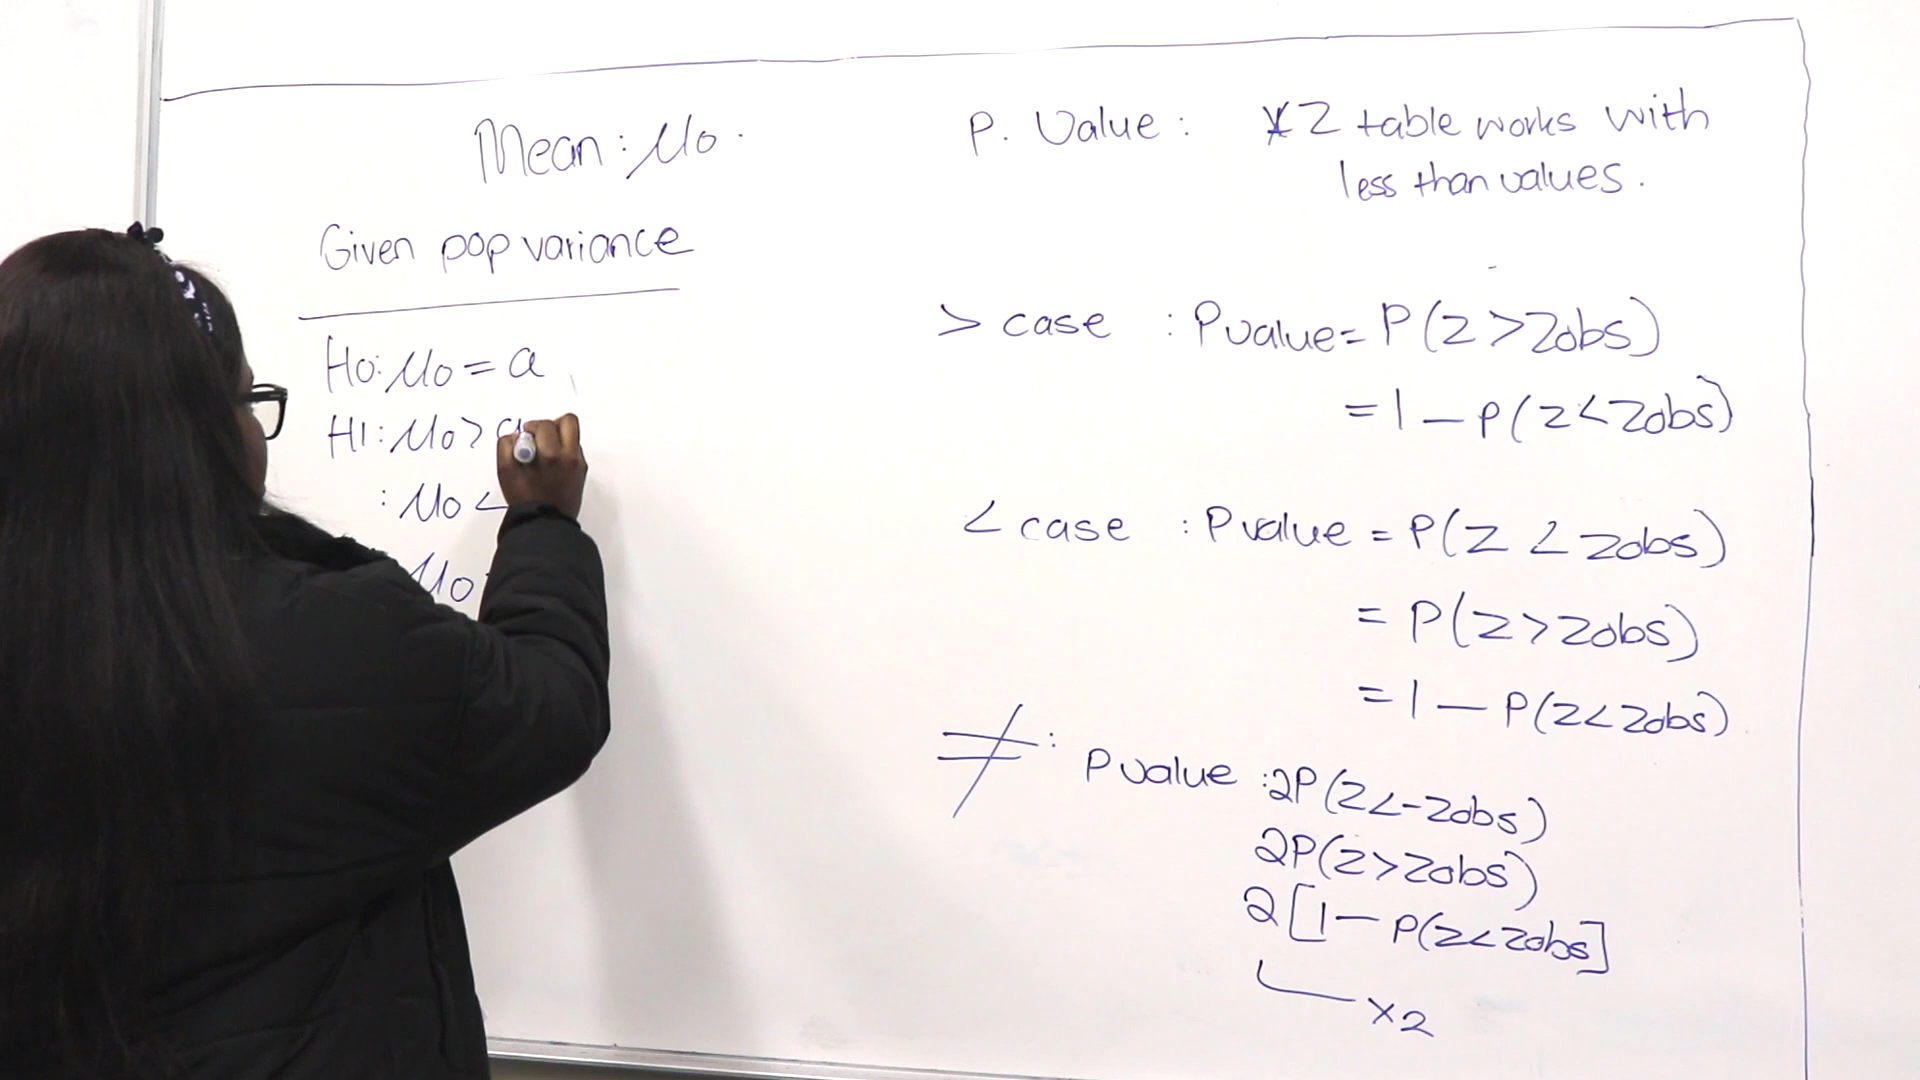 Mean: μo.
Given pop variance
Ho: μo = a
H1: μo > a
: μo <
μo
P. Value: * Z table works with
less than values.
> case : Pvalue = P(Z > Zobs)
= 1 — P(Z < Zobs)
< case : Pvalue = P(Z < Zobs)
= P(Z > Zobs)
= 1 — P(Z < Zobs)
≠: Pvalue : 2P(Z < -Zobs)
2P(Z > Zobs)
2[1 — P(Z < Zobs]
x2